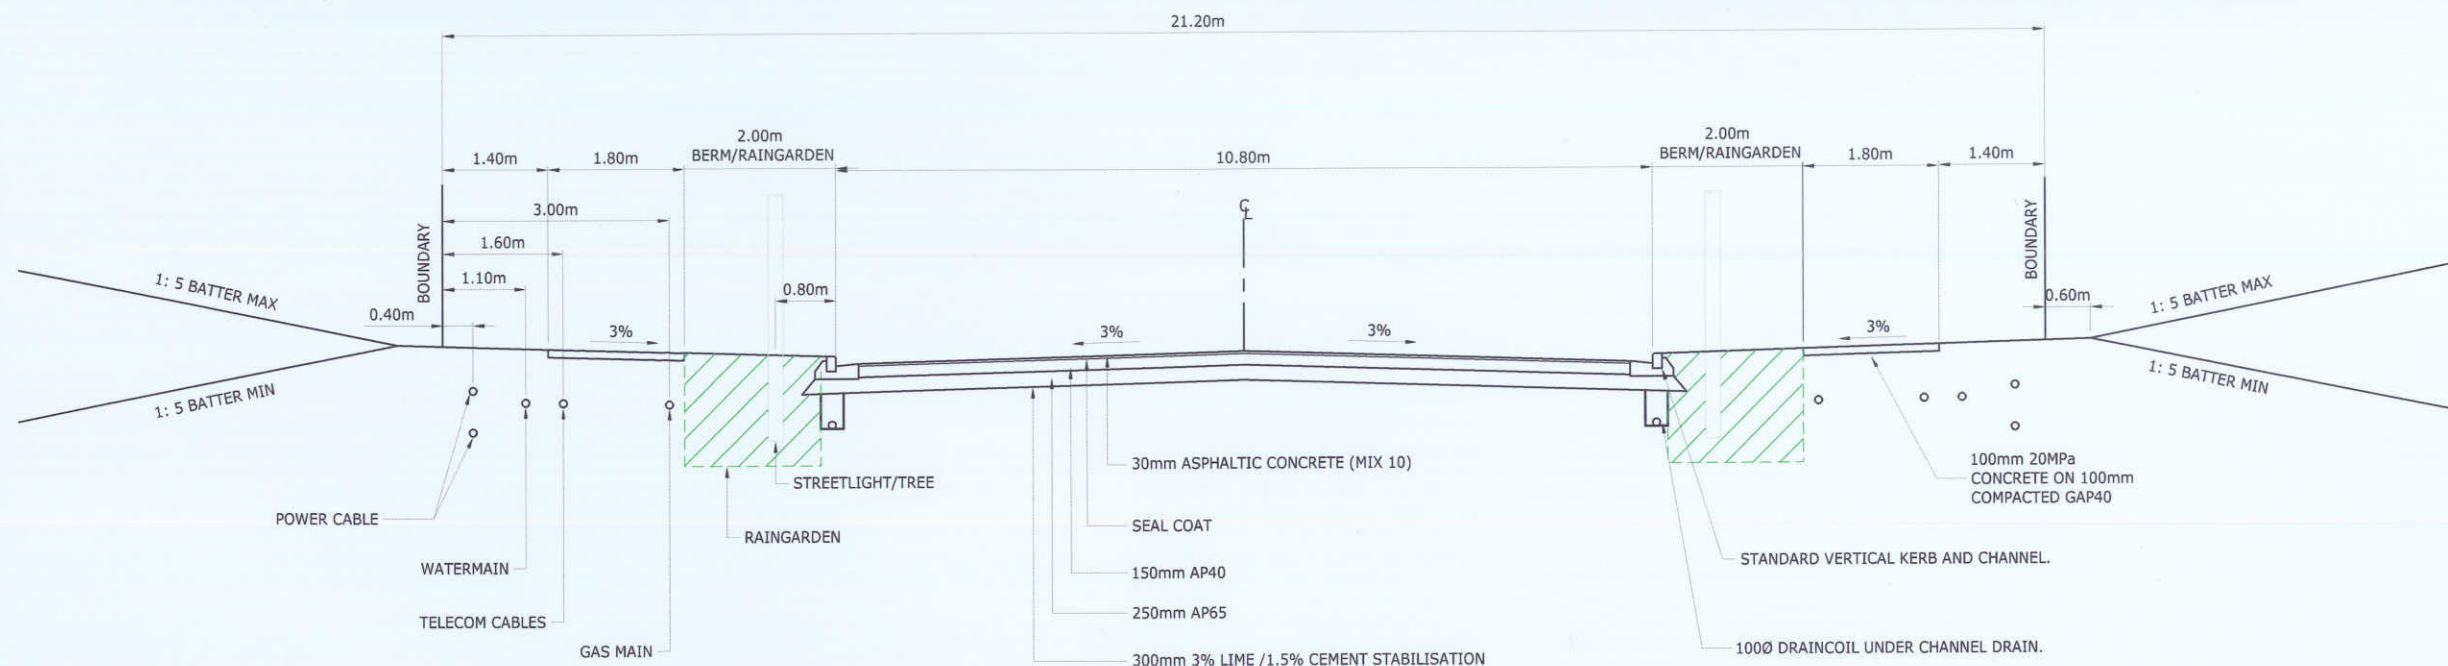 21.20m
2.00m
BERM/RAINGARDEN
2.00m
BERM/RAINGARDEN
1.40m
1.80m
10.80m
1.80m
1.40m
3.00m
℄
BOUNDARY
BOUNDARY
1.60m
1.10m
1: 5 BATTER MAX
0.80m
0.60m
1: 5 BATTER MAX
0.40m
3%
3%
3%
3%
1: 5 BATTER MIN
1: 5 BATTER MIN
30mm ASPHALTIC CONCRETE (MIX 10)
100mm 20MPa
CONCRETE ON 100mm
COMPACTED GAP40
STREETLIGHT/TREE
POWER CABLE
SEAL COAT
RAINGARDEN
STANDARD VERTICAL KERB AND CHANNEL.
WATERMAIN
150mm AP40
250mm AP65
TELECOM CABLES
GAS MAIN
100Ø DRAINCOIL UNDER CHANNEL DRAIN.
300mm 3% LIME /1.5% CEMENT STABILISATION